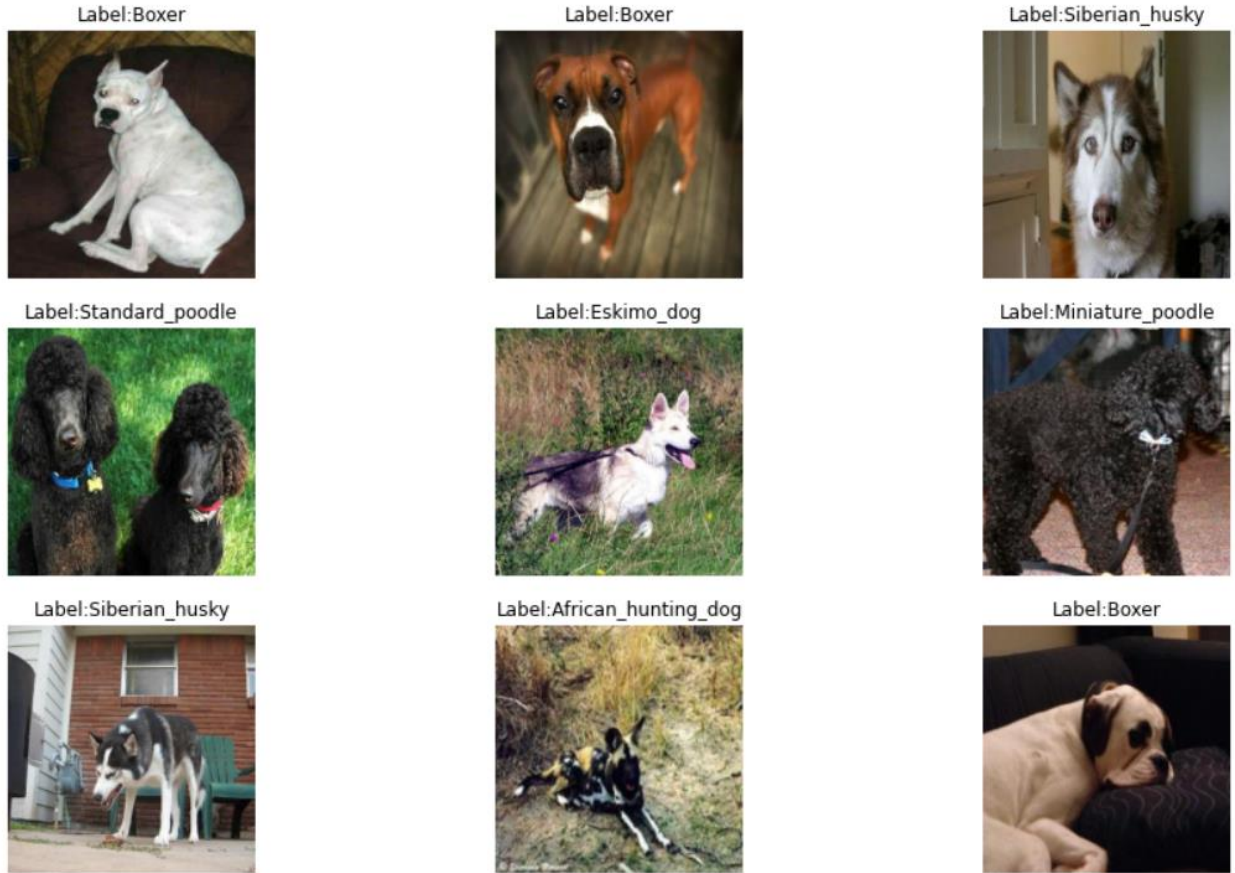 Label:Boxer
Label:Boxer
Label:Siberian_husky
Label:Standard_poodle
Label:Eskimo_dog
Label:Miniature_poodle
Label:Siberian_husky
Label:African_hunting_dog
Label:Boxer